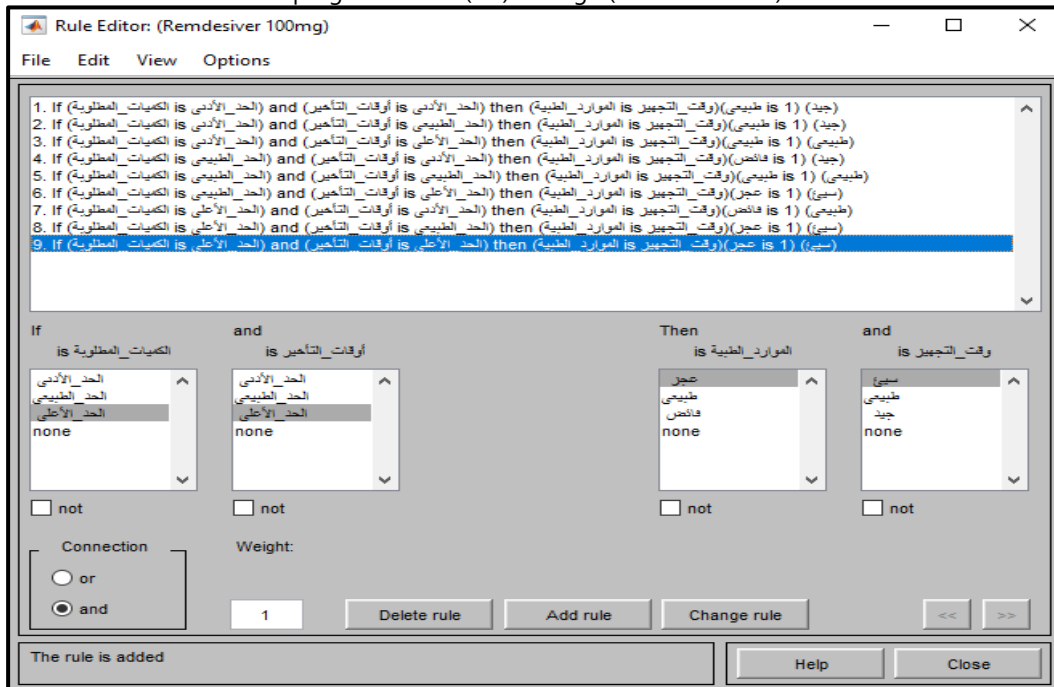 Rule Editor: (Remdesiver 100mg)
File Edit View Options
1. If (الكميات_المطلوبة is الحد_الأدنى) and (أوقات_التأخير is الحد_الأدنى) then (الموارد_الطبية is طبيعي)(وقت_التجهيز is جيد) (1)
2. If (الكميات_المطلوبة is الحد_الأدنى) and (أوقات_التأخير is الحد_الطبيعي) then (الموارد_الطبية is طبيعي)(وقت_التجهيز is جيد) (1)
3. If (الكميات_المطلوبة is الحد_الأدنى) and (أوقات_التأخير is الحد_الأعلى) then (الموارد_الطبية is طبيعي)(وقت_التجهيز is طبيعي) (1)
4. If (الكميات_المطلوبة is الحد_الطبيعي) and (أوقات_التأخير is الحد_الأدنى) then (الموارد_الطبية is فائض)(وقت_التجهيز is جيد) (1)
5. If (الكميات_المطلوبة is الحد_الطبيعي) and (أوقات_التأخير is الحد_الطبيعي) then (الموارد_الطبية is طبيعي)(وقت_التجهيز is طبيعي) (1)
6. If (الكميات_المطلوبة is الحد_الطبيعي) and (أوقات_التأخير is الحد_الأعلى) then (الموارد_الطبية is عجز)(وقت_التجهيز is سيئ) (1)
7. If (الكميات_المطلوبة is الحد_الأعلى) and (أوقات_التأخير is الحد_الأدنى) then (الموارد_الطبية is فائض)(وقت_التجهيز is طبيعي) (1)
8. If (الكميات_المطلوبة is الحد_الأعلى) and (أوقات_التأخير is الحد_الطبيعي) then (الموارد_الطبية is عجز)(وقت_التجهيز is سيئ) (1)
9. If (الكميات_المطلوبة is الحد_الأعلى) and (أوقات_التأخير is الحد_الأعلى) then (الموارد_الطبية is عجز)(وقت_التجهيز is سيئ) (1)
If
الكميات_المطلوبة is
الحد_الأدنى
الحد_الطبيعي
الحد_الأعلى
none
not
and
أوقات_التأخير is
الحد_الأدنى
الحد_الطبيعي
الحد_الأعلى
none
not
Then
الموارد_الطبية is
عجز
طبيعي
فائض
none
not
and
وقت_التجهيز is
سيئ
طبيعي
جيد
none
not
Connection
or
and
Weight:
1
Delete rule
Add rule
Change rule
<<
>>
The rule is added
Help
Close